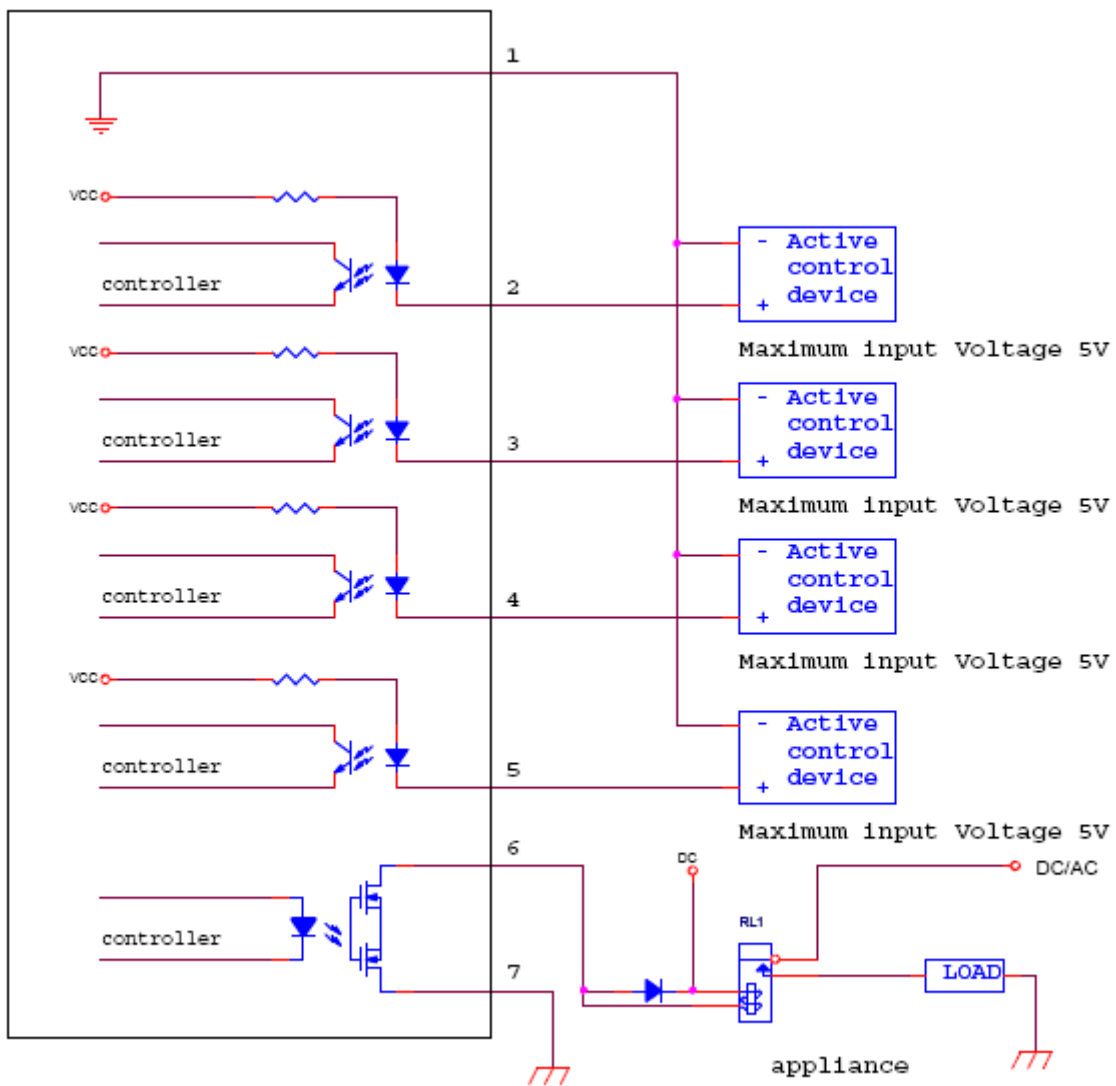 1
VCC
- Active
control
device
controller
2
+
Maximum input Voltage 5V
VCC
- Active
control
device
controller
3
+
Maximum input Voltage 5V
VCC
- Active
control
device
controller
4
+
Maximum input Voltage 5V
VCC
- Active
control
device
controller
5
+
Maximum input Voltage 5V
6
DC
DC/AC
RL1
controller
7
LOAD
appliance